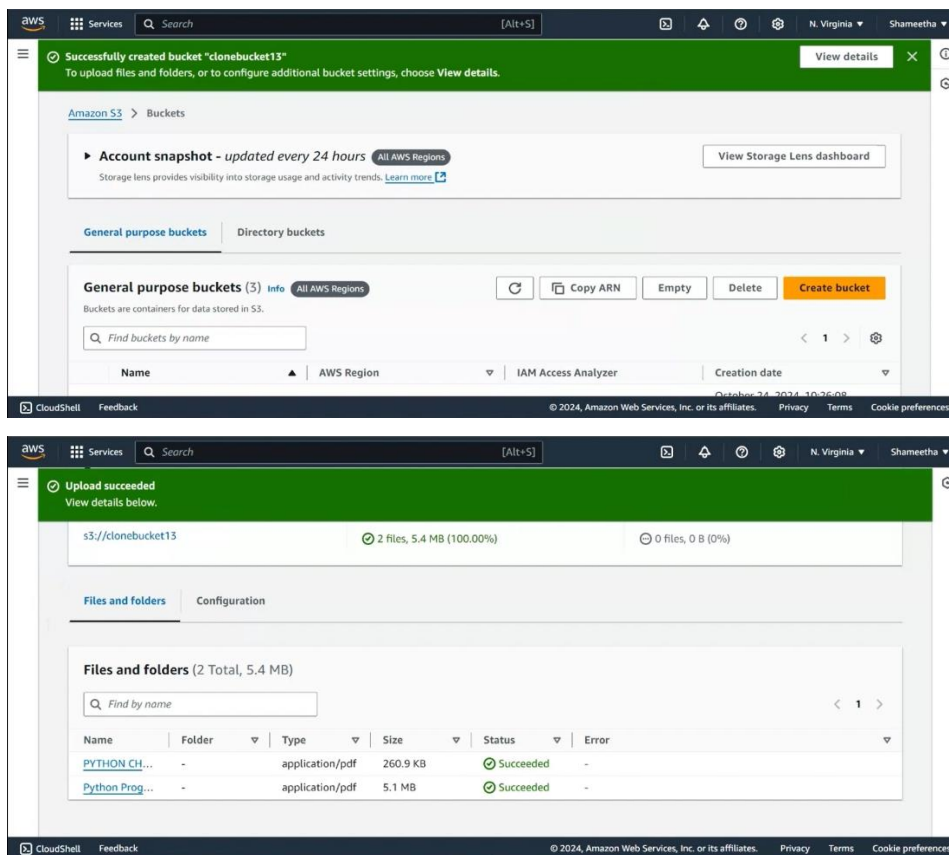 aws Services Search [Alt+S] N. Virginia Shameetha
Successfully created bucket "clonebucket13"
To upload files and folders, or to configure additional bucket settings, choose View details.
View details
Amazon S3 > Buckets
Account snapshot - updated every 24 hours All AWS Regions
View Storage Lens dashboard
Storage lens provides visibility into storage usage and activity trends. Learn more
General purpose buckets Directory buckets
General purpose buckets (3) Info All AWS Regions
Copy ARN Empty Delete Create bucket
Buckets are containers for data stored in S3.
Find buckets by name
< 1 >
Name AWS Region IAM Access Analyzer Creation date
October 24, 2024, 10:26:08
CloudShell Feedback © 2024, Amazon Web Services, Inc. or its affiliates. Privacy Terms Cookie preferences
aws Services Search [Alt+S] N. Virginia Shameetha
Upload succeeded
View details below.
s3://clonebucket13 2 files, 5.4 MB (100.00%) 0 files, 0 B (0%)
Files and folders Configuration
Files and folders (2 Total, 5.4 MB)
Find by name
< 1 >
Name Folder Type Size Status Error
PYTHON CH... - application/pdf 260.9 KB Succeeded -
Python Prog... - application/pdf 5.1 MB Succeeded -
CloudShell Feedback © 2024, Amazon Web Services, Inc. or its affiliates. Privacy Terms Cookie preferences